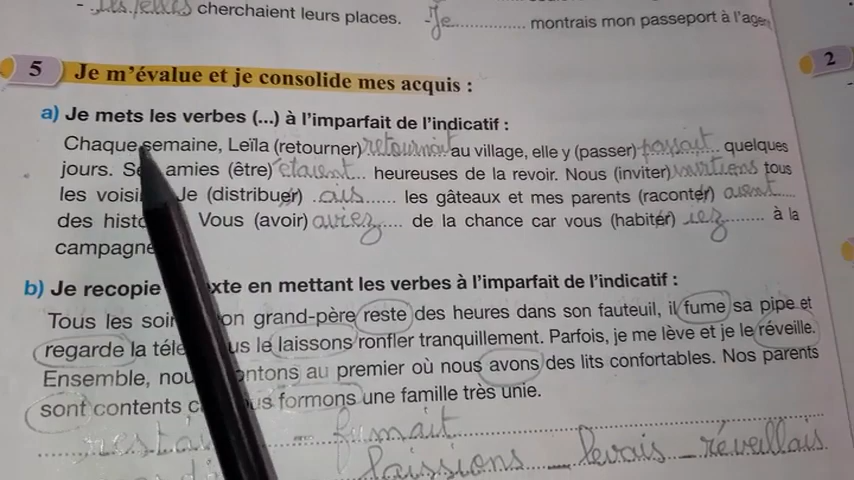 - ... cherchaient leurs places. Je ... montrais mon passeport à l'agen
2
5 Je m'évalue et je consolide mes acquis :
a) Je mets les verbes (...) à l'imparfait de l'indicatif :
Chaque semaine, Leïla (retourner) retournait au village, elle y (passer) passait quelques
jours. Se amies (être) étaient ... heureuses de la revoir. Nous (inviter) tous
les voisin Je (distribuer) ais ... les gâteaux et mes parents (raconter) aient ...
des histo Vous (avoir) aviez ... de la chance car vous (habiter) iez ... à la
campagne
b) Je recopie xte en mettant les verbes à l'imparfait de l'indicatif :
Tous les soir on grand-père reste des heures dans son fauteuil, il fume sa pipe et
regarde la télé us le laissons ronfler tranquillement. Parfois, je me lève et je le réveille.
Ensemble, nou ontons au premier où nous avons des lits confortables. Nos parents
sont contents c us formons une famille très unie.
fumait
laissions levais réveillais